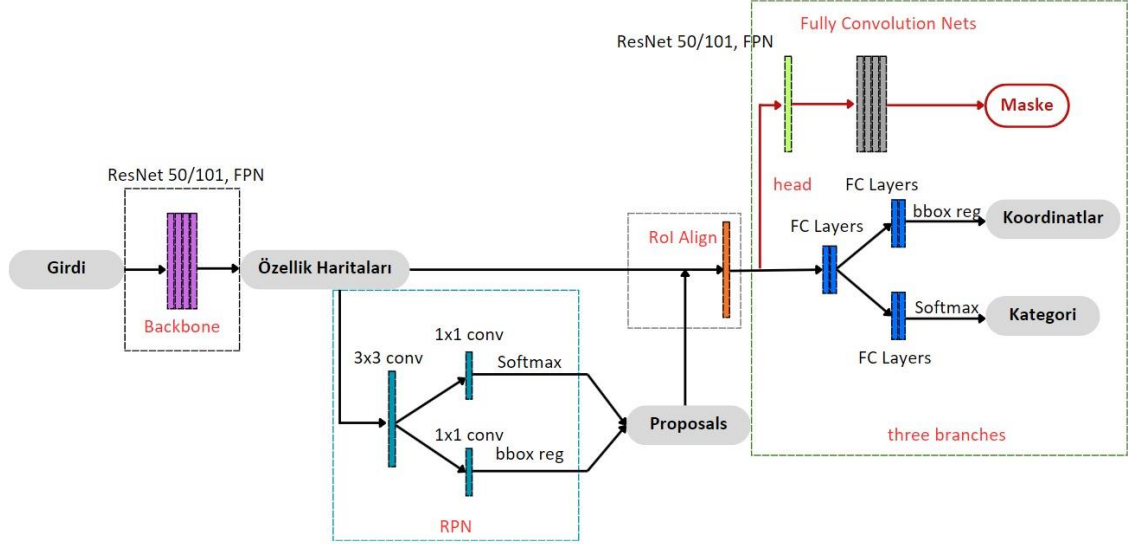 Fully Convolution Nets
ResNet 50/101, FPN
Maske
head
ResNet 50/101, FPN
FC Layers
bbox reg
Koordinatlar
FC Layers
RoI Align
Girdi
Özellik Haritaları
Backbone
Softmax
Kategori
FC Layers
1x1 conv
3x3 conv
Softmax
Proposals
1x1 conv
bbox reg
three branches
RPN